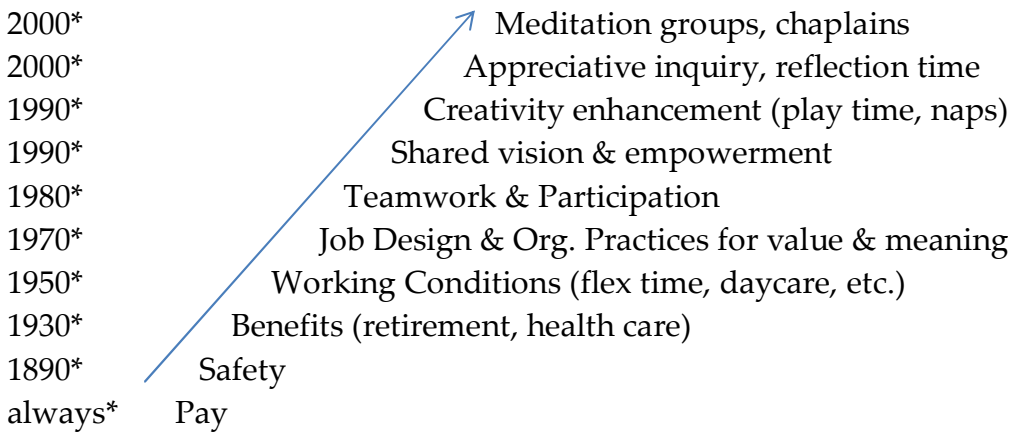 2000* Meditation groups, chaplains
2000* Appreciative inquiry, reflection time
1990* Creativity enhancement (play time, naps)
1990* Shared vision & empowerment
1980* Teamwork & Participation
1970* Job Design & Org. Practices for value & meaning
1950* Working Conditions (flex time, daycare, etc.)
1930* Benefits (retirement, health care)
1890* Safety
always* Pay